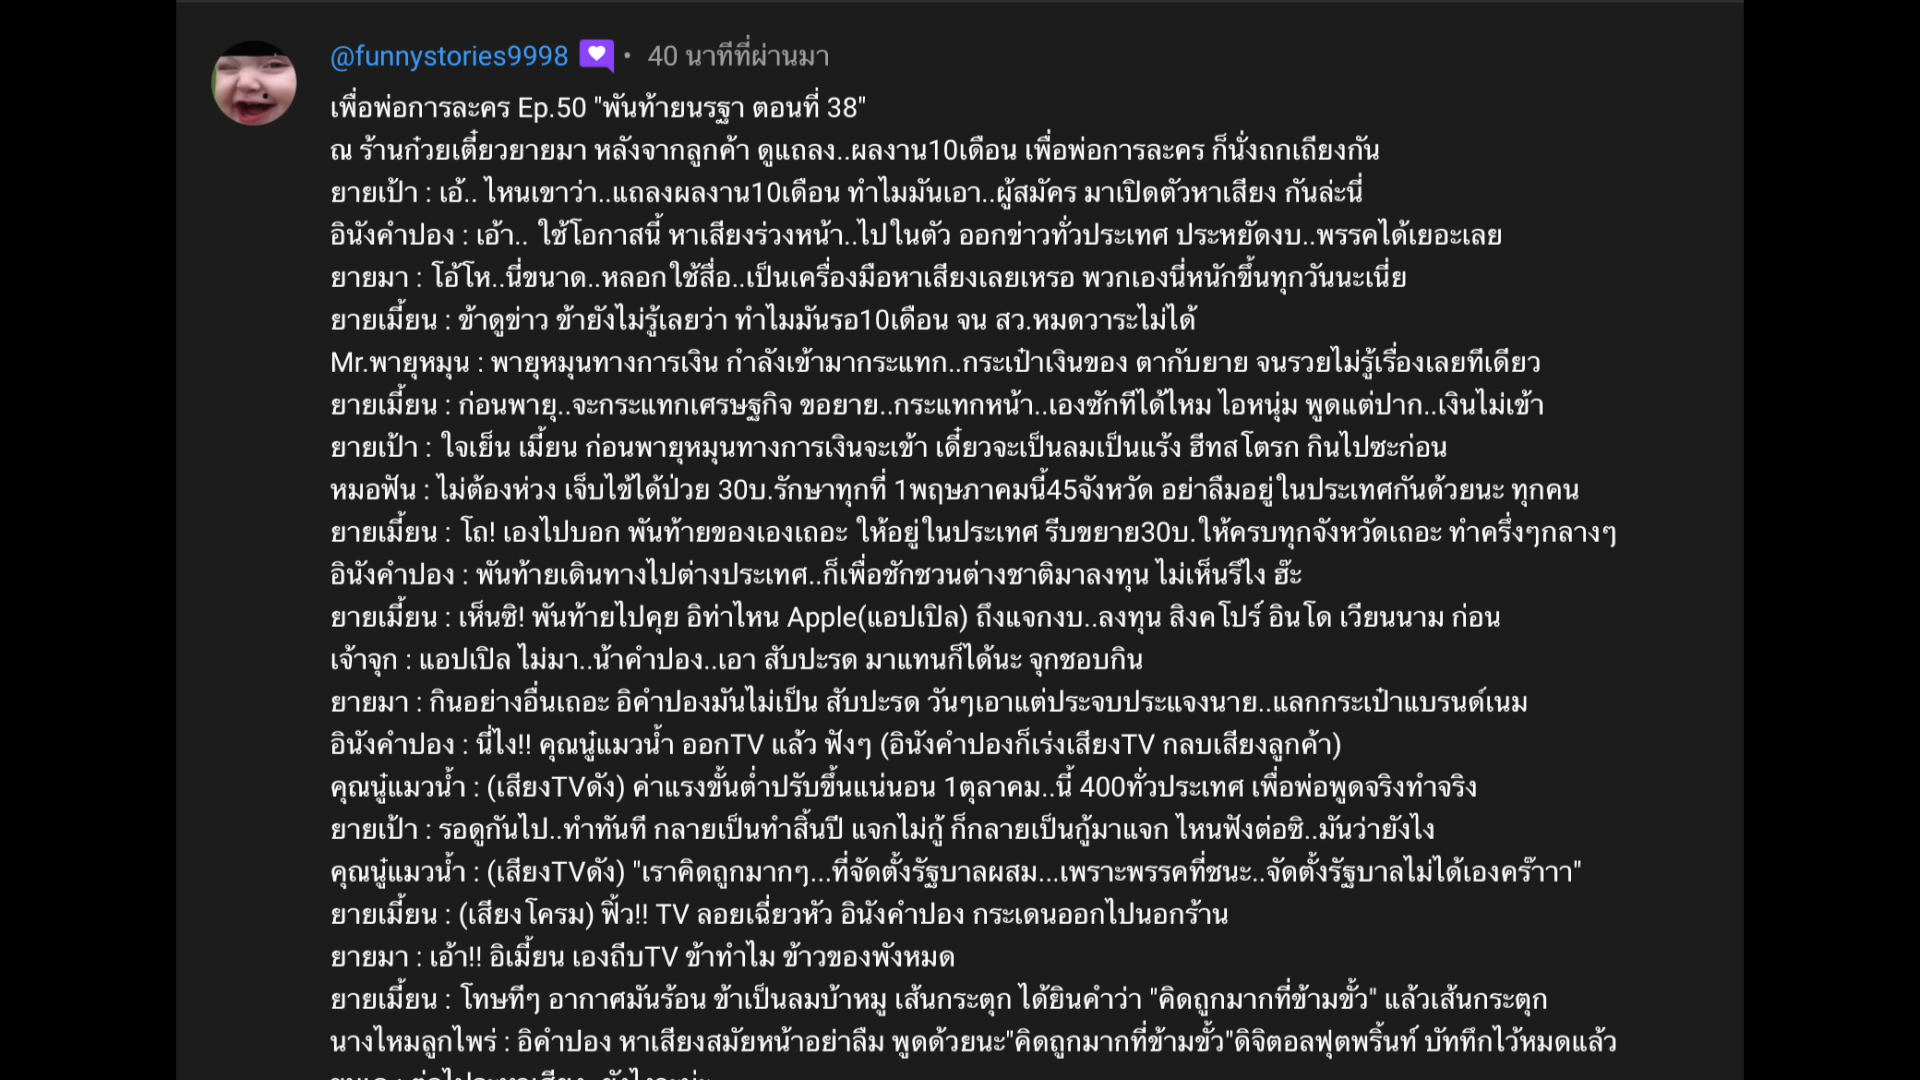 @funnystories9998 • 40 นาทีที่ผ่านมา
เพื่อพ่อการละคร Ep.50 "พันท้ายนรฐา ตอนที่ 38"
ณ ร้านก๋วยเตี๋ยวยายมา หลังจากลูกค้า ดูแถลง..ผลงาน10เดือน เพื่อพ่อการละคร ก็นั่งถกเถียงกัน
ยายเป้า : เอ้.. ไหนเขาว่า..แถลงผลงาน10เดือน ทำไมมันเอา..ผู้สมัคร มาเปิดตัวหาเสียง กันล่ะนี่
อินังคำปอง : เอ้า.. ใช้โอกาสนี้ หาเสียงร่วงหน้า..ไปในตัว ออกข่าวทั่วประเทศ ประหยัดงบ..พรรคได้เยอะเลย
ยายมา : โอ้โห..นี่ขนาด..หลอกใช้สื่อ..เป็นเครื่องมือหาเสียงเลยเหรอ พวกเองนี่หนักขึ้นทุกวันนะเนี่ย
ยายเมี้ยน : ข้าดูข่าว ข้ายังไม่รู้เลยว่า ทำไมมันรอ10เดือน จน สว.หมดวาระไม่ได้
Mr.พายุหมุน : พายุหมุนทางการเงิน กำลังเข้ามากระแทก..กระเป๋าเงินของ ตากับยาย จนรวยไม่รู้เรื่องเลยทีเดียว
ยายเมี้ยน : ก่อนพายุ..จะกระแทกเศรษฐกิจ ขอยาย..กระแทกหน้า..เองซักทีได้ไหม ไอหนุ่ม พูดแต่ปาก..เงินไม่เข้า
ยายเป้า : ใจเย็น เมี้ยน ก่อนพายุหมุนทางการเงินจะเข้า เดี๋ยวจะเป็นลมเป็นแร้ง ฮีทสโตรก กินไปซะก่อน
หมอฟัน : ไม่ต้องห่วง เจ็บไข้ได้ป่วย 30บ.รักษาทุกที่ 1พฤษภาคมนี้45จังหวัด อย่าลืมอยู่ในประเทศกันด้วยนะ ทุกคน
ยายเมี้ยน : โถ! เองไปบอก พันท้ายของเองเถอะ ให้อยู่ในประเทศ รีบขยาย30บ.ให้ครบทุกจังหวัดเถอะ ทำครึ่งๆกลางๆ
อินังคำปอง : พันท้ายเดินทางไปต่างประเทศ..ก็เพื่อชักชวนต่างชาติมาลงทุน ไม่เห็นรึไง ฮ๊ะ
ยายเมี้ยน : เห็นซิ! พันท้ายไปคุย อิท่าไหน Apple(แอปเปิล) ถึงแจกงบ..ลงทุน สิงคโปร์ อินโด เวียนนาม ก่อน
เจ้าจุก : แอปเปิล ไม่มา..น้าคำปอง..เอา สับปะรด มาแทนก็ได้นะ จุกชอบกิน
ยายมา : กินอย่างอื่นเถอะ อิคำปองมันไม่เป็น สับปะรด วันๆเอาแต่ประจบประแจงนาย..แลกกระเป๋าแบรนด์เนม
อินังคำปอง : นี่ไง!! คุณนู๋แมวน้ำ ออกTV แล้ว ฟังๆ (อินังคำปองก็เร่งเสียงTV กลบเสียงลูกค้า)
คุณนู๋แมวน้ำ : (เสียงTVดัง) ค่าแรงขั้นต่ำปรับขึ้นแน่นอน 1ตุลาคม..นี้ 400ทั่วประเทศ เพื่อพ่อพูดจริงทำจริง
ยายเป้า : รอดูกันไป..ทำทันที กลายเป็นทำสิ้นปี แจกไม่กู้ ก็กลายเป็นกู้มาแจก ไหนฟังต่อซิ..มันว่ายังไง
คุณนู๋แมวน้ำ : (เสียงTVดัง) "เราคิดถูกมากๆ...ที่จัดตั้งรัฐบาลผสม...เพราะพรรคที่ชนะ..จัดตั้งรัฐบาลไม่ได้เองคร๊าาา"
ยายเมี้ยน : (เสียงโครม) ฟิ้ว!! TV ลอยเฉี่ยวหัว อินังคำปอง กระเดนออกไปนอกร้าน
ยายมา : เอ้า!! อิเมี้ยน เองถีบTV ข้าทำไม ข้าวของพังหมด
ยายเมี้ยน : โทษทีๆ อากาศมันร้อน ข้าเป็นลมบ้าหมู เส้นกระตุก ได้ยินคำว่า "คิดถูกมากที่ข้ามขั้ว" แล้วเส้นกระตุก
นางไหมลูกไพร่ : อิคำปอง หาเสียงสมัยหน้าอย่าลืม พูดด้วยนะ"คิดถูกมากที่ข้ามขั้ว"ดิจิตอลฟุตพริ้นท์ บัททึกไว้หมดแล้ว